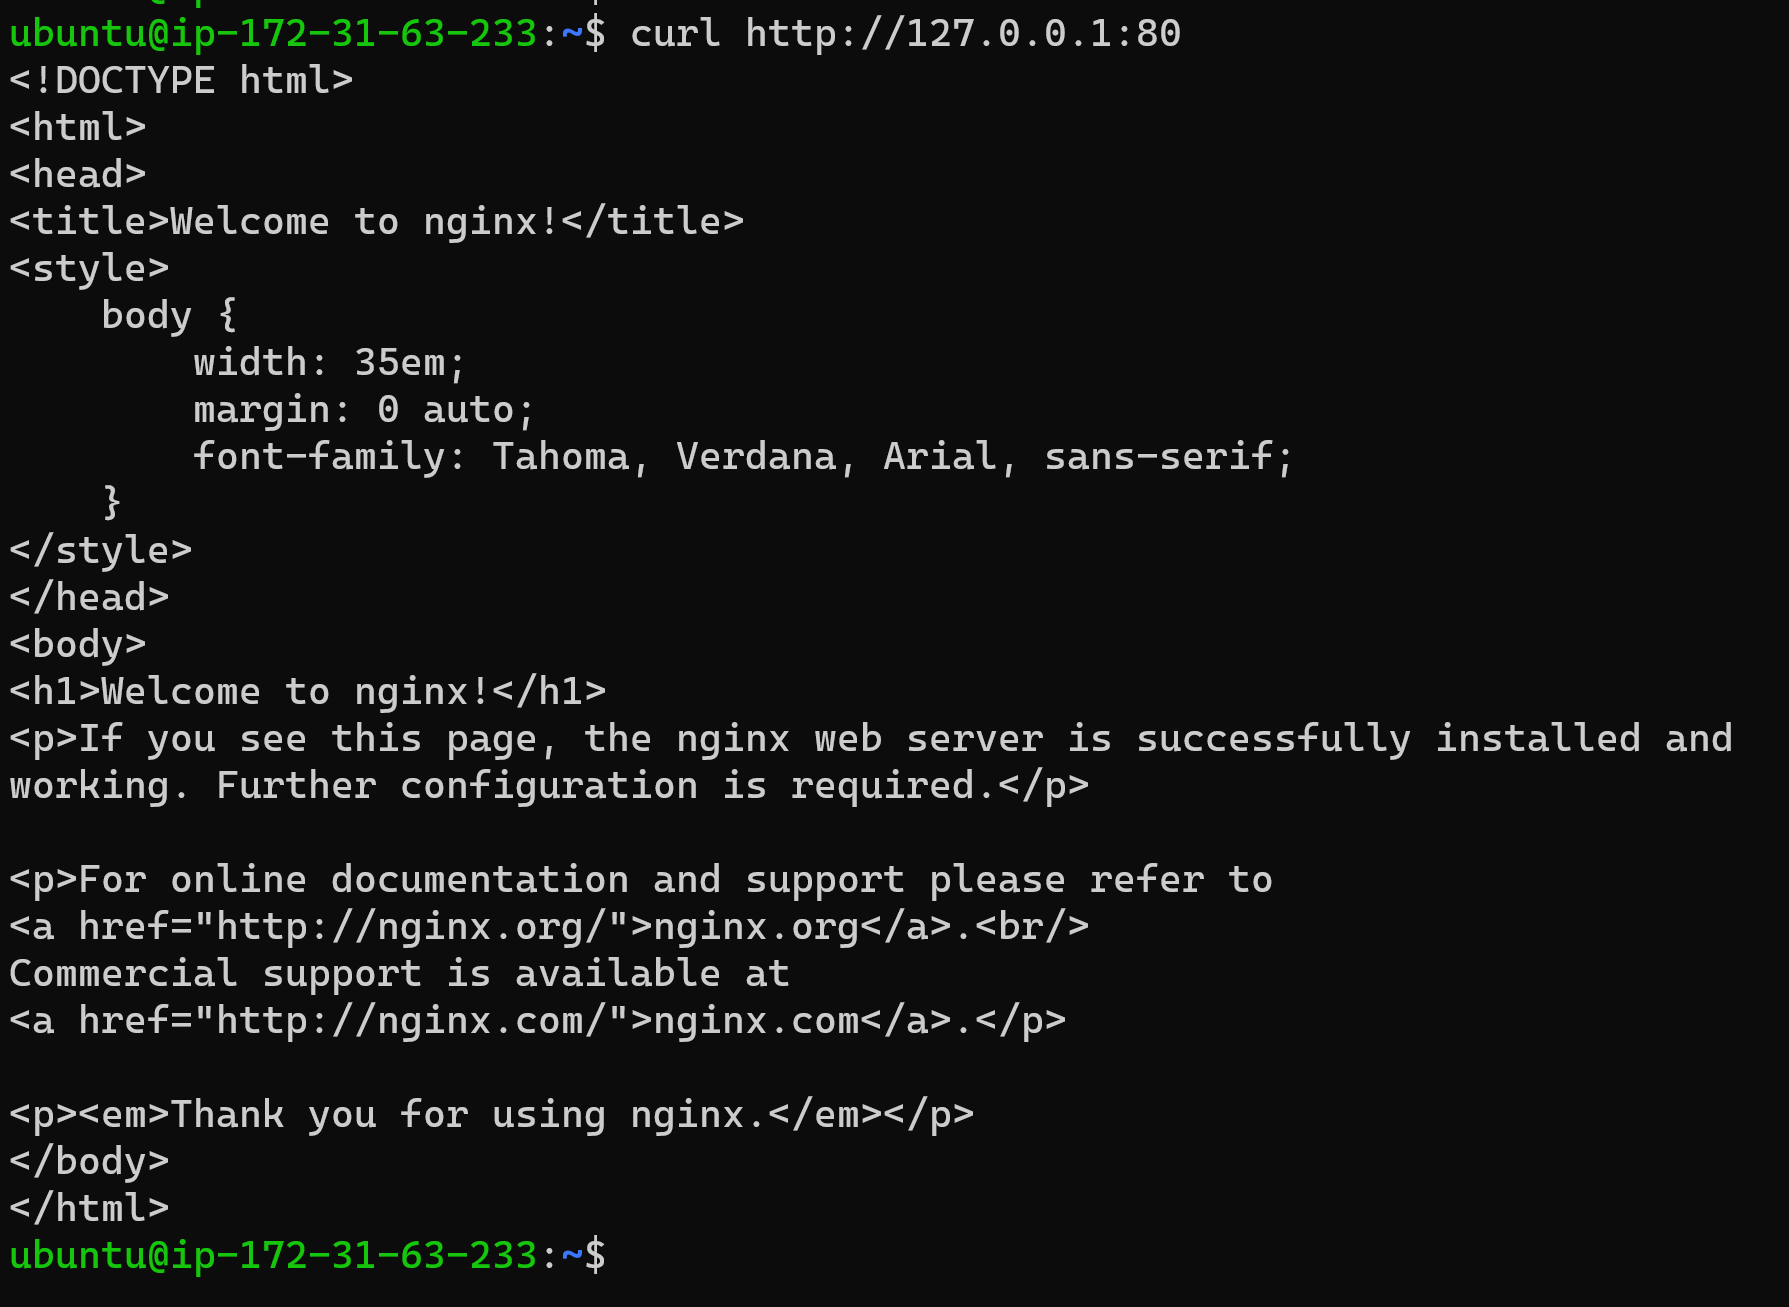 ubuntu@ip-172-31-63-233:~$ curl http://127.0.0.1:80
<!DOCTYPE html>
<html>
<head>
<title>Welcome to nginx!</title>
<style>
    body {
        width: 35em;
        margin: 0 auto;
        font-family: Tahoma, Verdana, Arial, sans-serif;
    }
</style>
</head>
<body>
<h1>Welcome to nginx!</h1>
<p>If you see this page, the nginx web server is successfully installed and
working. Further configuration is required.</p>

<p>For online documentation and support please refer to
<a href="http://nginx.org/">nginx.org</a>.<br/>
Commercial support is available at
<a href="http://nginx.com/">nginx.com</a>.</p>

<p><em>Thank you for using nginx.</em></p>
</body>
</html>
ubuntu@ip-172-31-63-233:~$